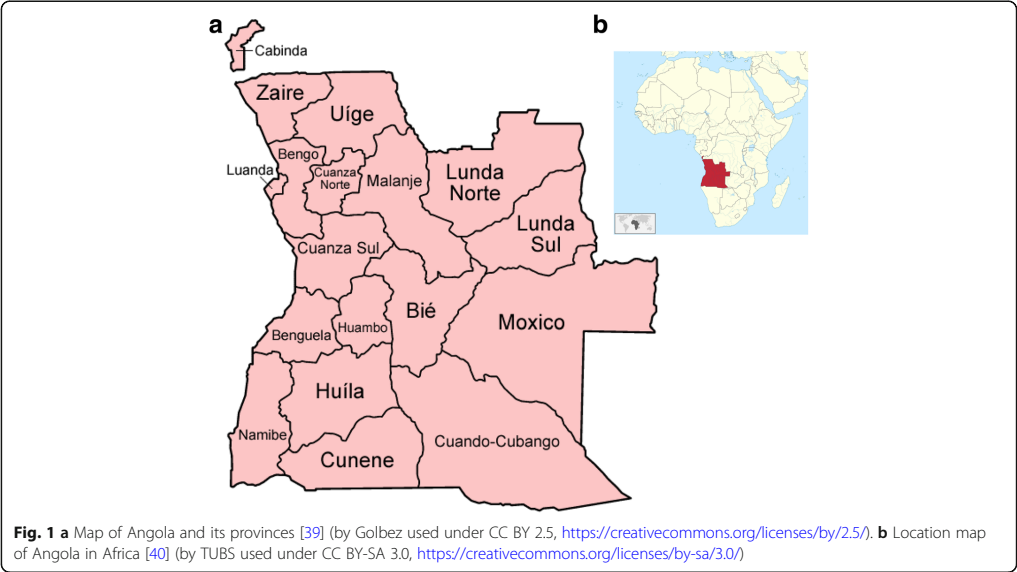 a
b
Cabinda
Zaire
Uíge
Bengo
Luanda
Cuanza
Norte
Malanje
Lunda
Norte
Lunda
Sul
Cuanza Sul
Bié
Moxico
Benguela
Huambo
Huíla
Namibe
Cunene
Cuando-Cubango
Fig. 1 a Map of Angola and its provinces [39] (by Golbez used under CC BY 2.5, https://creativecommons.org/licenses/by/2.5/). b Location map
of Angola in Africa [40] (by TUBS used under CC BY-SA 3.0, https://creativecommons.org/licenses/by-sa/3.0/)